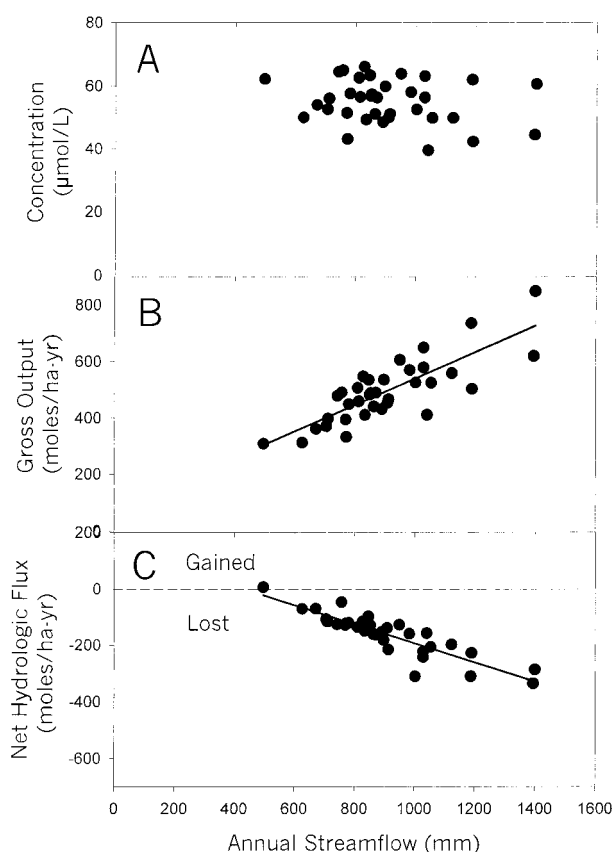 80
A
60
40
20
0
Concentration
(μmol/L)
800
B
600
400
200
0
Gross Output
(moles/ha-yr)
200
C
Gained
0
Lost
-200
-400
-600
Net Hydrologic Flux
(moles/ha-yr)
0 200 400 600 800 1000 1200 1400 1600
Annual Streamflow (mm)